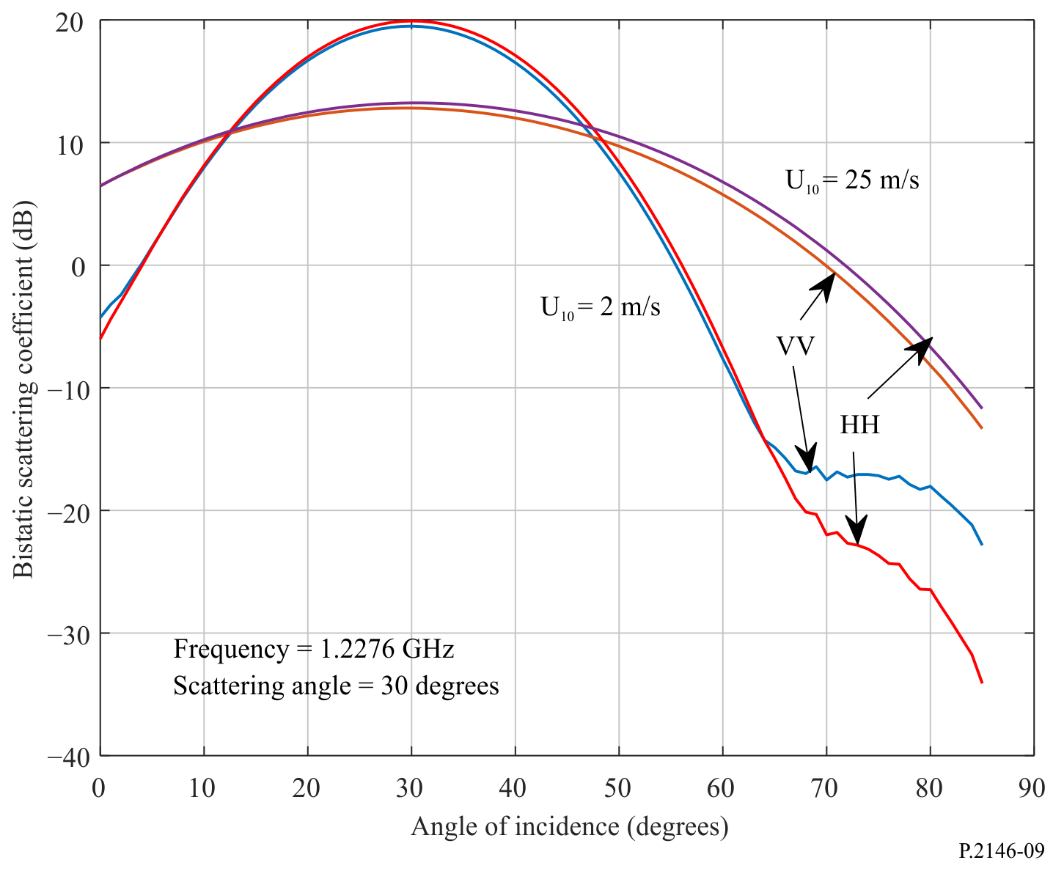 20
10
0
−10
−20
−30
−40
Bistatic scattering coefficient (dB)
U10 = 25 m/s
U10 = 2 m/s
VV
HH
Frequency = 1.2276 GHz
Scattering angle = 30 degrees
0 10 20 30 40 50 60 70 80 90
Angle of incidence (degrees)
P.2146-09